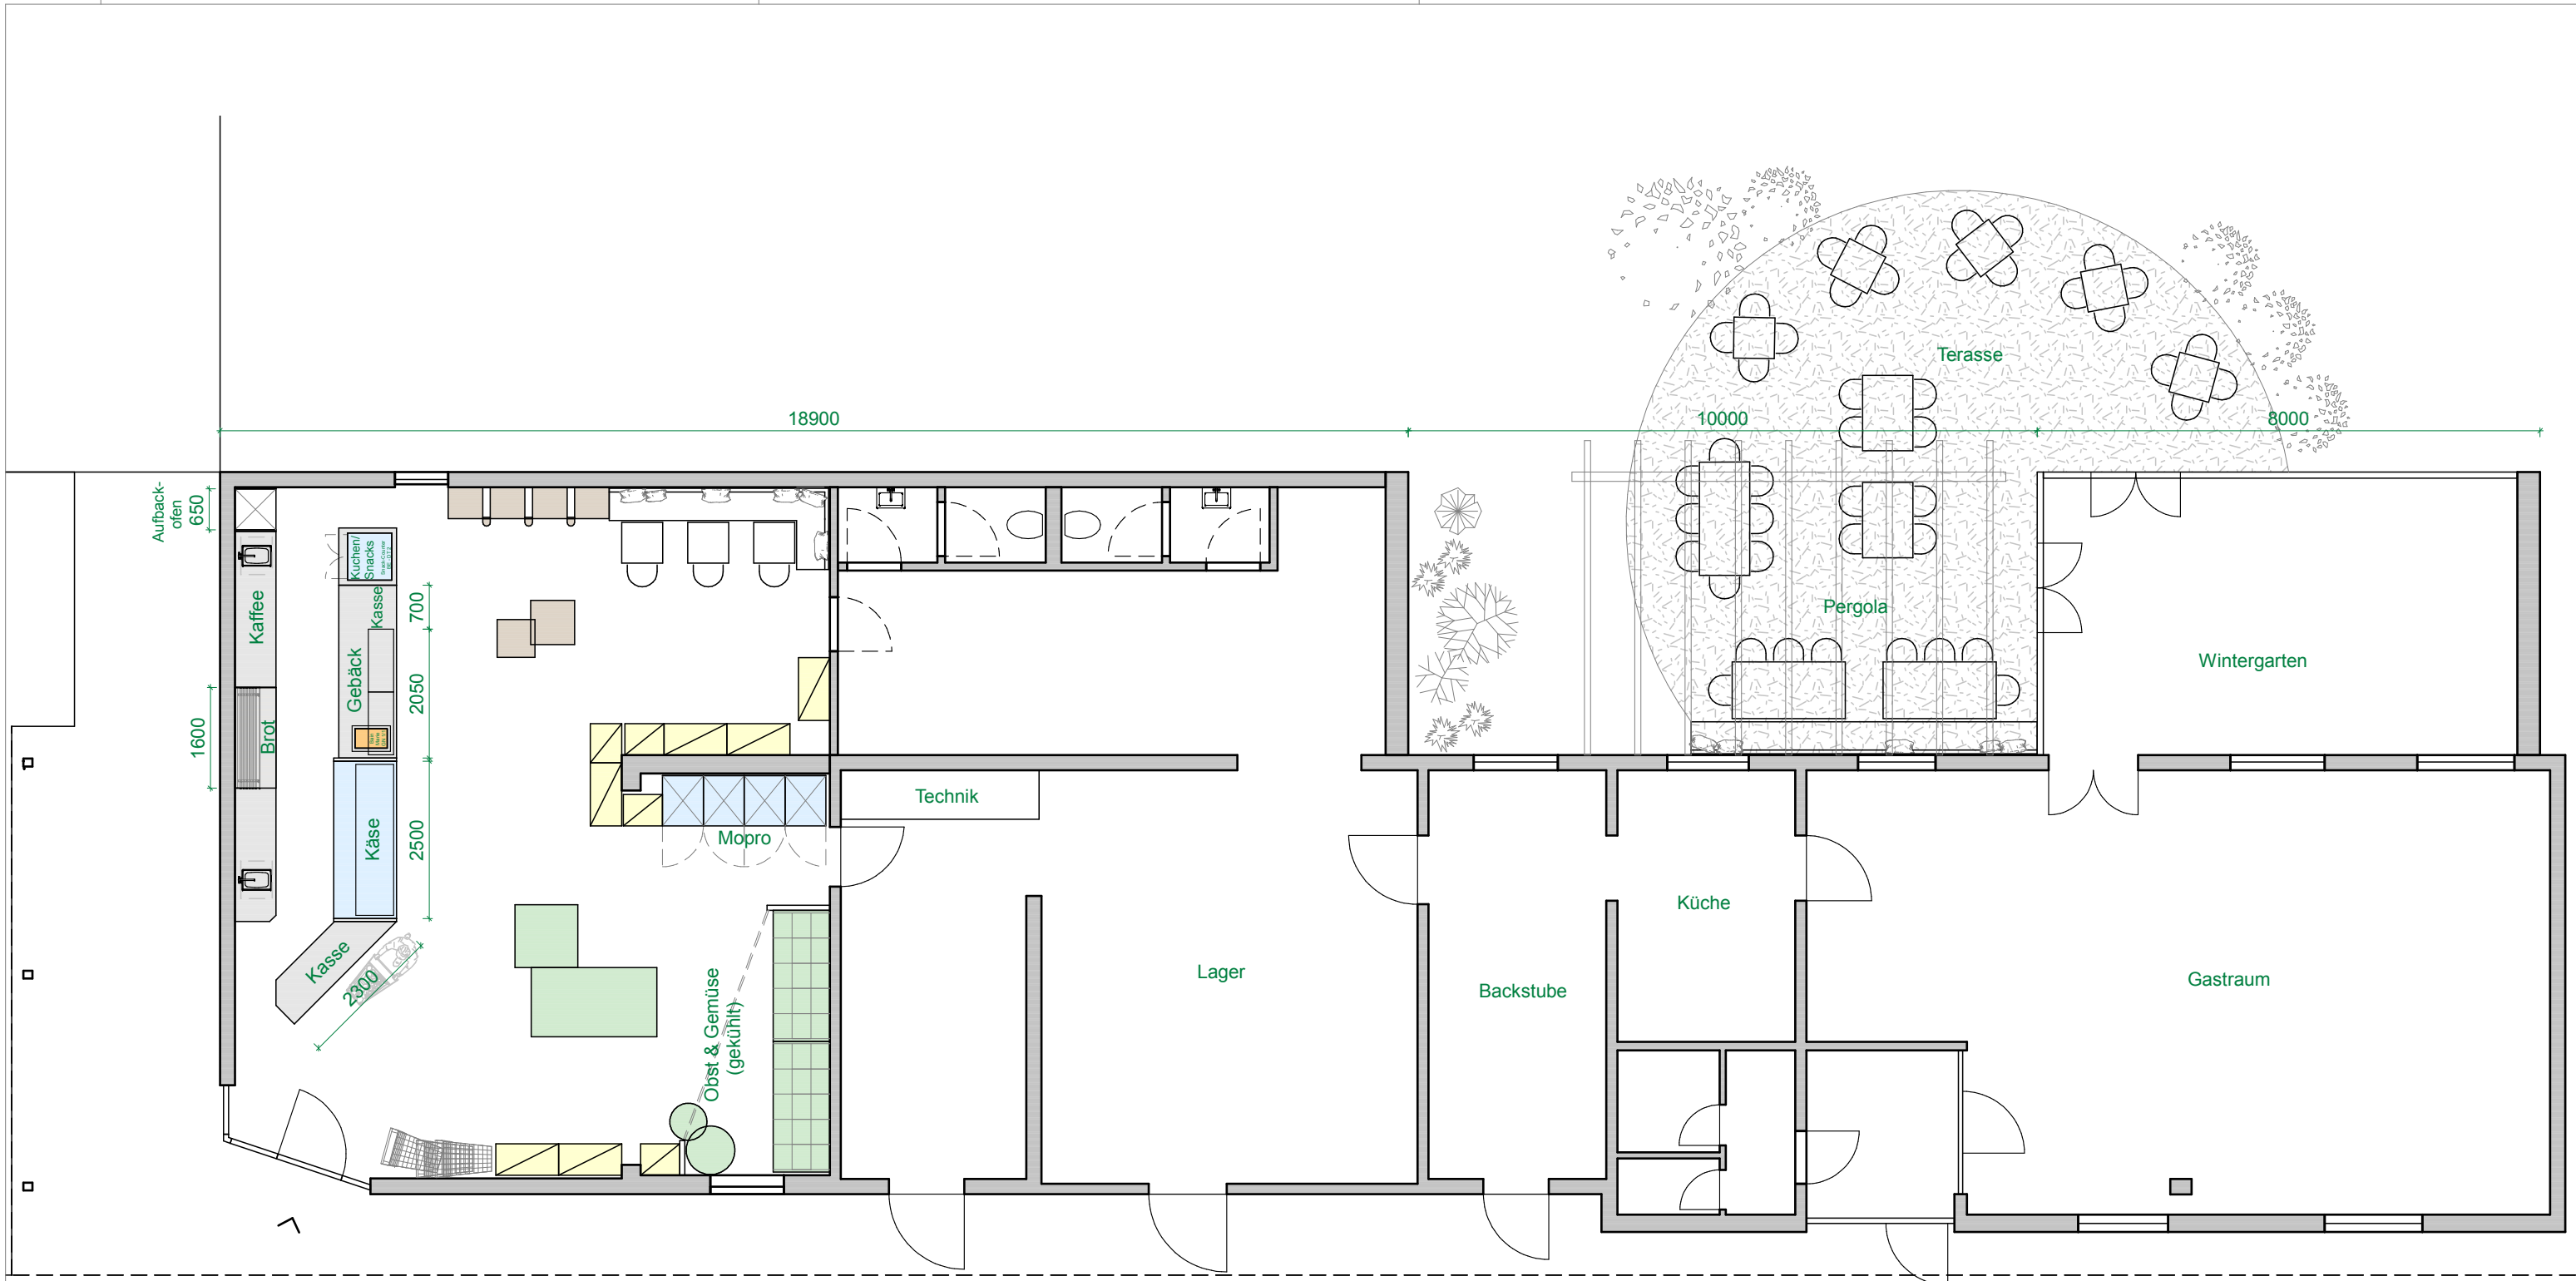 Terasse
18900
10000
8000
Aufback-
ofen
650
Kuchen/
Snacks
Kaffee
Kasse
700
Gebäck
2050
Brot
1600
Käse
2500
Kasse
2300
Mopro
Obst & Gemüse
(gekühlt)
Technik
Lager
Backstube
Küche
Gastraum
Pergola
Wintergarten